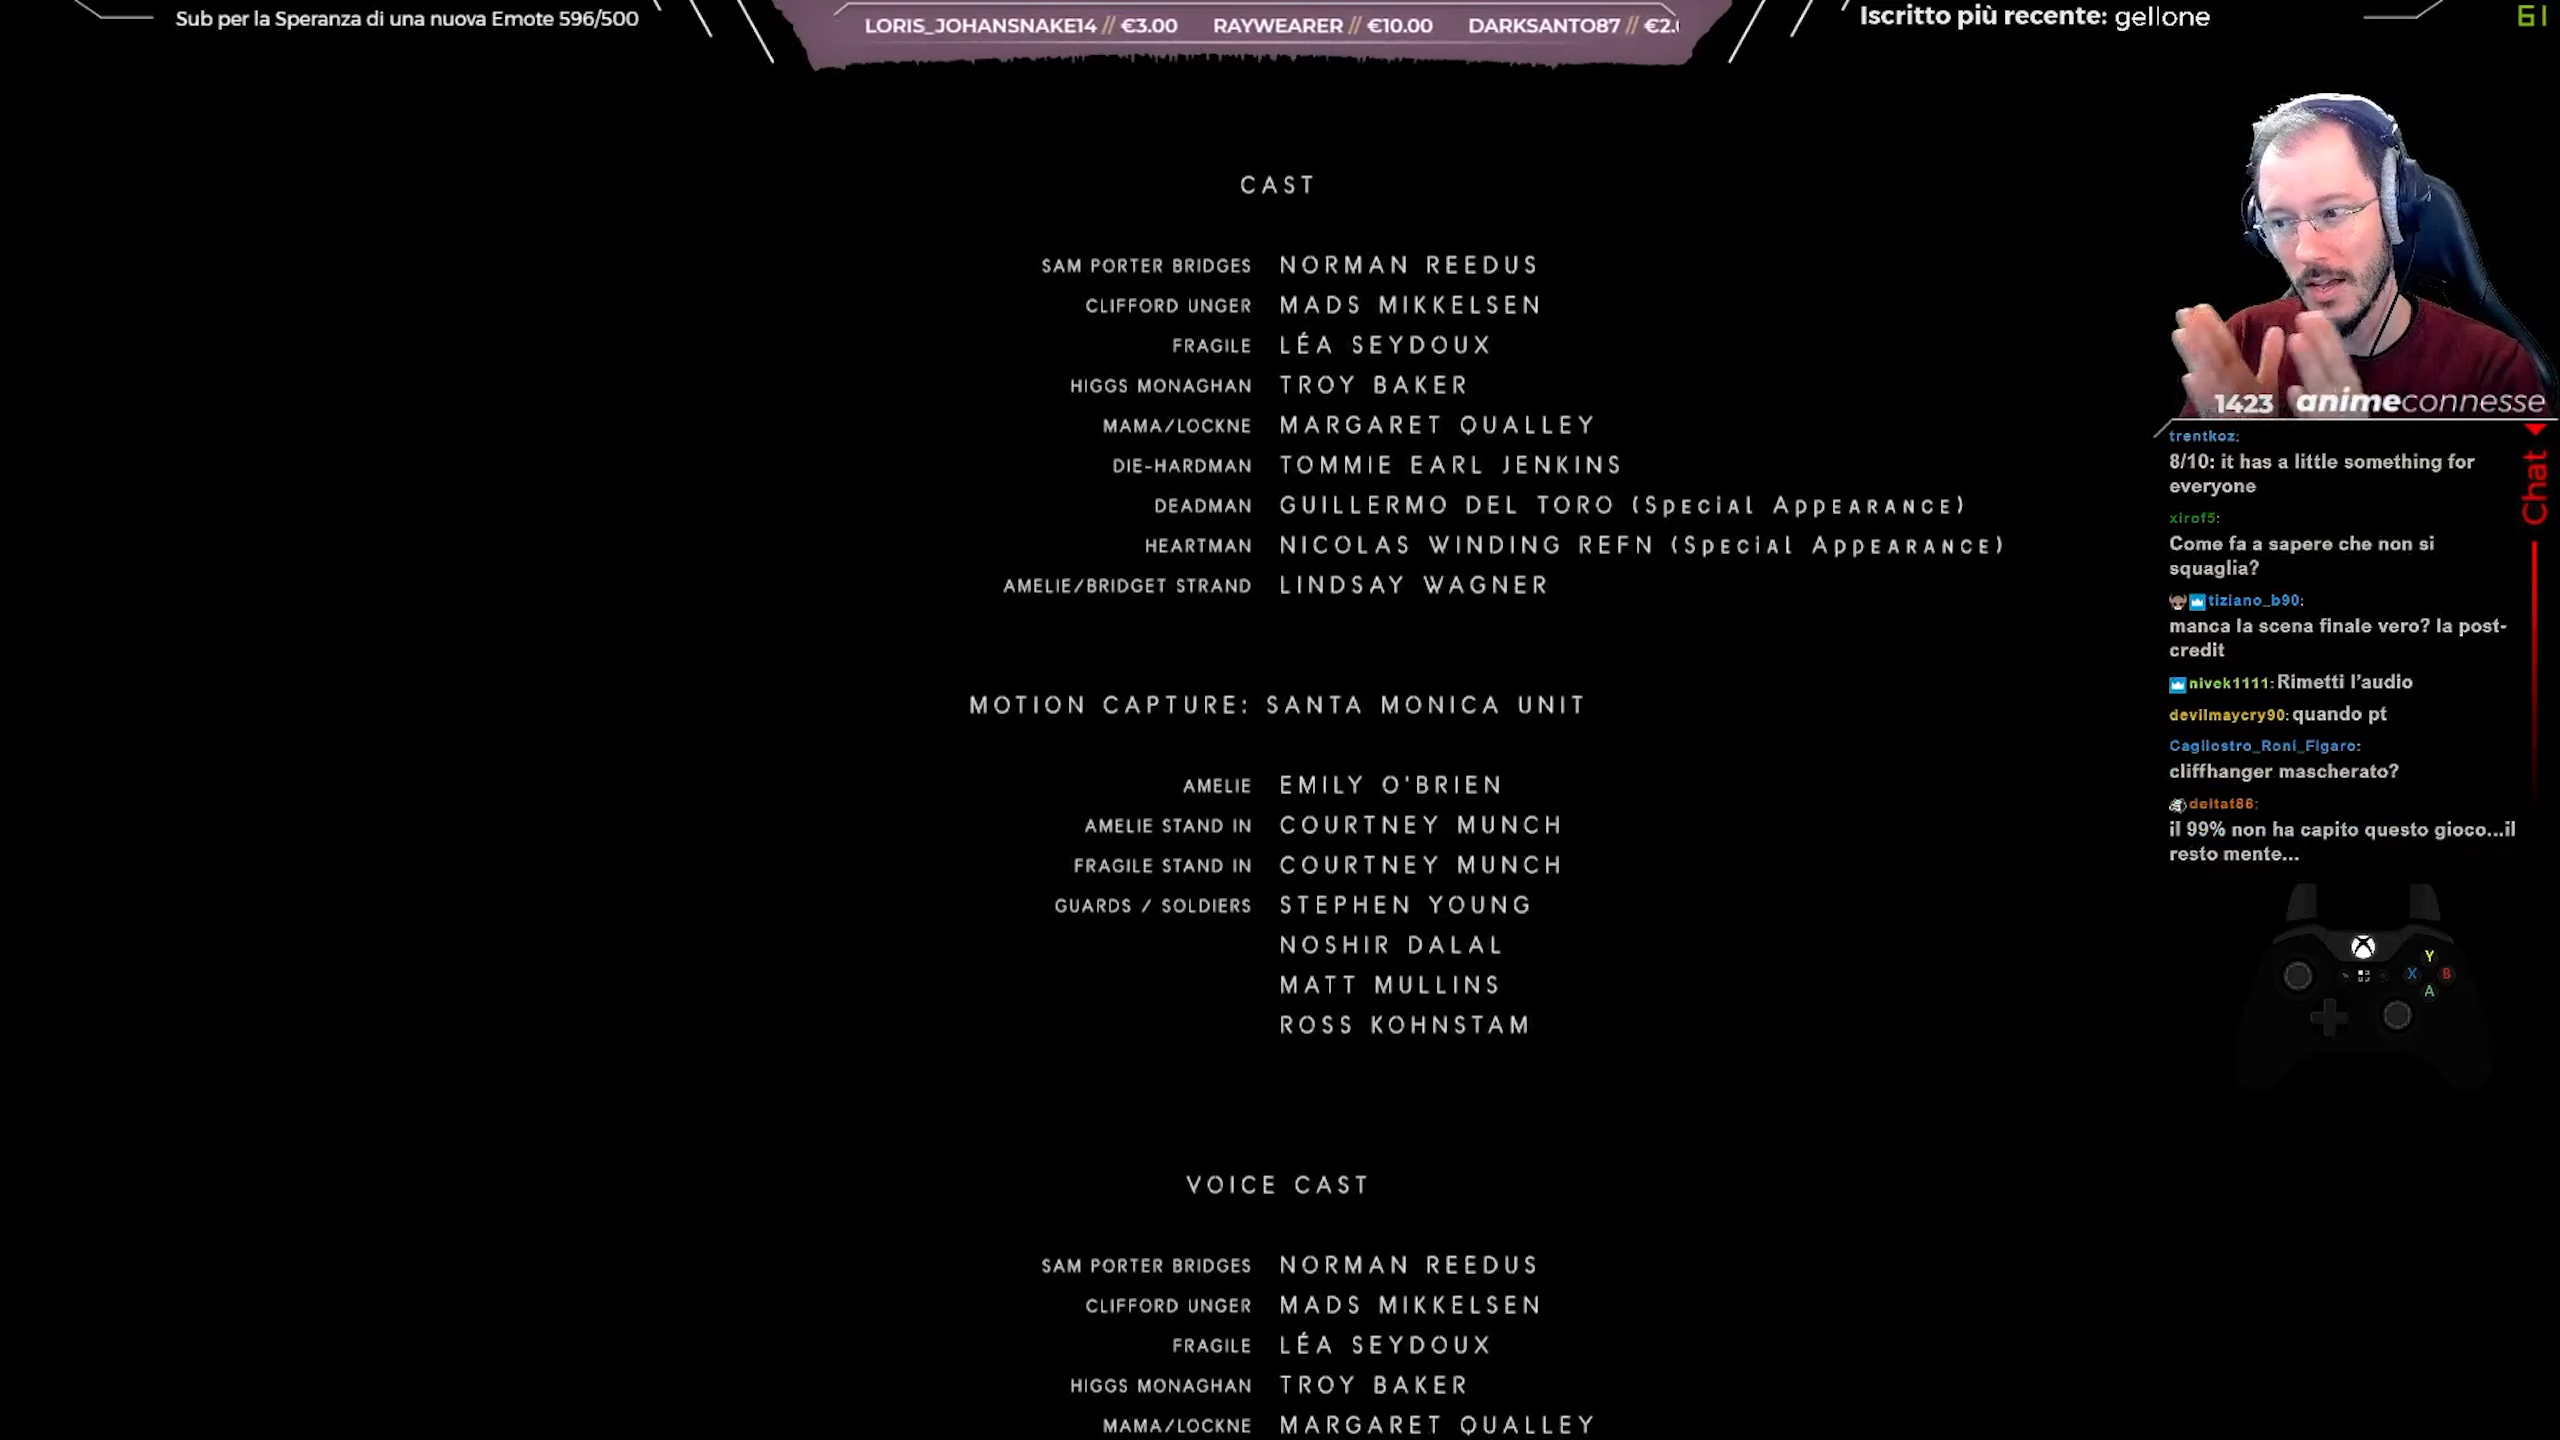 Sub per la Speranza di una nuova Emote 596/500
LORIS_JOHANSNAKE14 // €3.00 RAYWEARER // €10.00 DARKSANTO87 // €2.
Iscritto più recente: gellone
61
CAST
SAM PORTER BRIDGES NORMAN REEDUS
CLIFFORD UNGER MADS MIKKELSEN
FRAGILE LÉA SEYDOUX
HIGGS MONAGHAN TROY BAKER
MAMA/LOCKNE MARGARET QUALLEY
DIE-HARDMAN TOMMIE EARL JENKINS
DEADMAN GUILLERMO DEL TORO (Special Appearance)
HEARTMAN NICOLAS WINDING REFN (Special Appearance)
AMELIE/BRIDGET STRAND LINDSAY WAGNER
MOTION CAPTURE: SANTA MONICA UNIT
AMELIE EMILY O'BRIEN
AMELIE STAND IN COURTNEY MUNCH
FRAGILE STAND IN COURTNEY MUNCH
GUARDS / SOLDIERS STEPHEN YOUNG
NOSHIR DALAL
MATT MULLINS
ROSS KOHNSTAM
VOICE CAST
SAM PORTER BRIDGES NORMAN REEDUS
CLIFFORD UNGER MADS MIKKELSEN
FRAGILE LÉA SEYDOUX
HIGGS MONAGHAN TROY BAKER
MAMA/LOCKNE MARGARET QUALLEY
1423 animeconnesse
Chat
trentkoz:
8/10: it has a little something for
everyone
xirof5:
Come fa a sapere che non si
squaglia?
tiziano_b90:
manca la scena finale vero? la post-
credit
nivek1111: Rimetti l'audio
devilmaycry90: quando pt
Cagliostro_Roni_Figaro:
cliffhanger mascherato?
deltat86:
il 99% non ha capito questo gioco...il
resto mente...
Y
X B
A